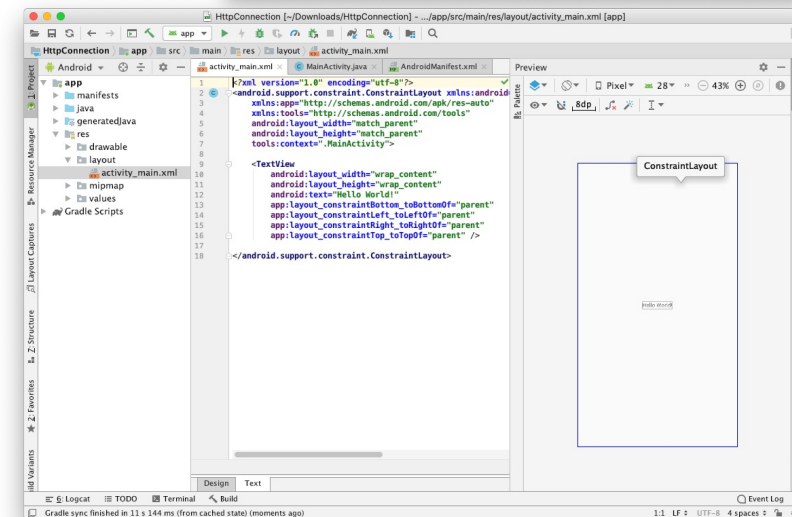 HttpConnection [~/Downloads/HttpConnection] - .../app/src/main/res/layout/activity_main.xml [app]
app
HttpConnection app src main res layout activity_main.xml
1: Project
Resource Manager
Layout Captures
Z: Structure
2: Favorites
ild Variants
Android
app
manifests
java
generatedJava
res
drawable
layout
activity_main.xml
mipmap
values
Gradle Scripts
activity_main.xml MainActivity.java AndroidManifest.xml
1 <?xml version="1.0" encoding="utf-8"?>
2 <android.support.constraint.ConstraintLayout xmlns:android
3 xmlns:app="http://schemas.android.com/apk/res-auto"
4 xmlns:tools="http://schemas.android.com/tools"
5 android:layout_width="match_parent"
6 android:layout_height="match_parent"
7 tools:context=".MainActivity">
8
9 <TextView
10 android:layout_width="wrap_content"
11 android:layout_height="wrap_content"
12 android:text="Hello World!"
13 app:layout_constraintBottom_toBottomOf="parent"
14 app:layout_constraintLeft_toLeftOf="parent"
15 app:layout_constraintRight_toRightOf="parent"
16 app:layout_constraintTop_toTopOf="parent" />
17
18 </android.support.constraint.ConstraintLayout>
Design Text
Preview
Palette
Pixel 28 43%
8dp
ConstraintLayout
Hello World!
6: Logcat TODO Terminal Build Event Log
Gradle sync finished in 11 s 144 ms (from cached state) (moments ago) 1:1 LF UTF-8 4 spaces